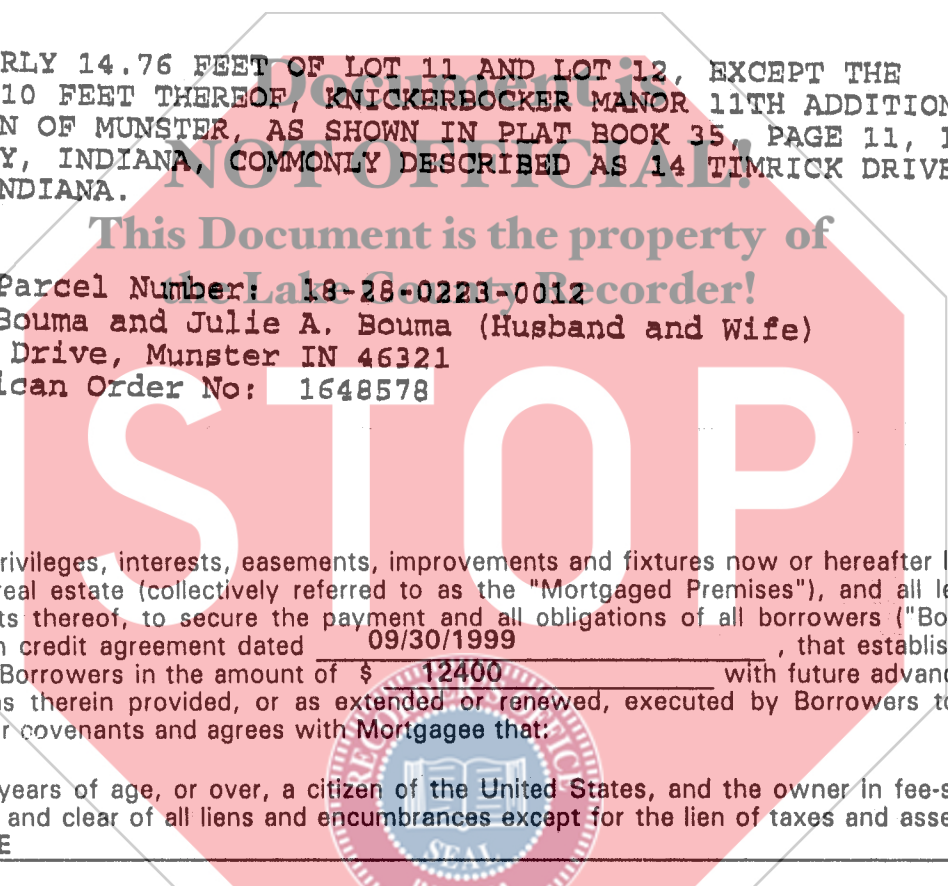 RLY 14.76 FEET OF LOT 11 AND LOT 12, EXCEPT THE
10 FEET THEREOF, KNICKERBOCKER MANOR 11TH ADDITION
N OF MUNSTER, AS SHOWN IN PLAT BOOK 35, PAGE 11, 
Y, INDIANA, COMMONLY DESCRIBED AS 14 TIMRICK DRIVE
NDIANA.
Document is
NOT OFFICIAL!
This Document is the property of
the Lake County Recorder!
Parcel Number: 18-28-0223-0012
Bouma and Julie A. Bouma (Husband and Wife)
Drive, Munster IN 46321
ican Order No: 1648578
STOP
rivileges, interests, easements, improvements and fixtures now or hereafter l
real estate (collectively referred to as the "Mortgaged Premises"), and all le
ts thereof, to secure the payment and all obligations of all borrowers ("Bo
n credit agreement dated 09/30/1999 , that establis
Borrowers in the amount of $ 12400 with future advanc
s therein provided, or as extended or renewed, executed by Borrowers to
r covenants and agrees with Mortgagee that:
years of age, or over, a citizen of the United States, and the owner in fee-s
and clear of all liens and encumbrances except for the lien of taxes and asse
E
RECORDER'S OFFICE
SEAL